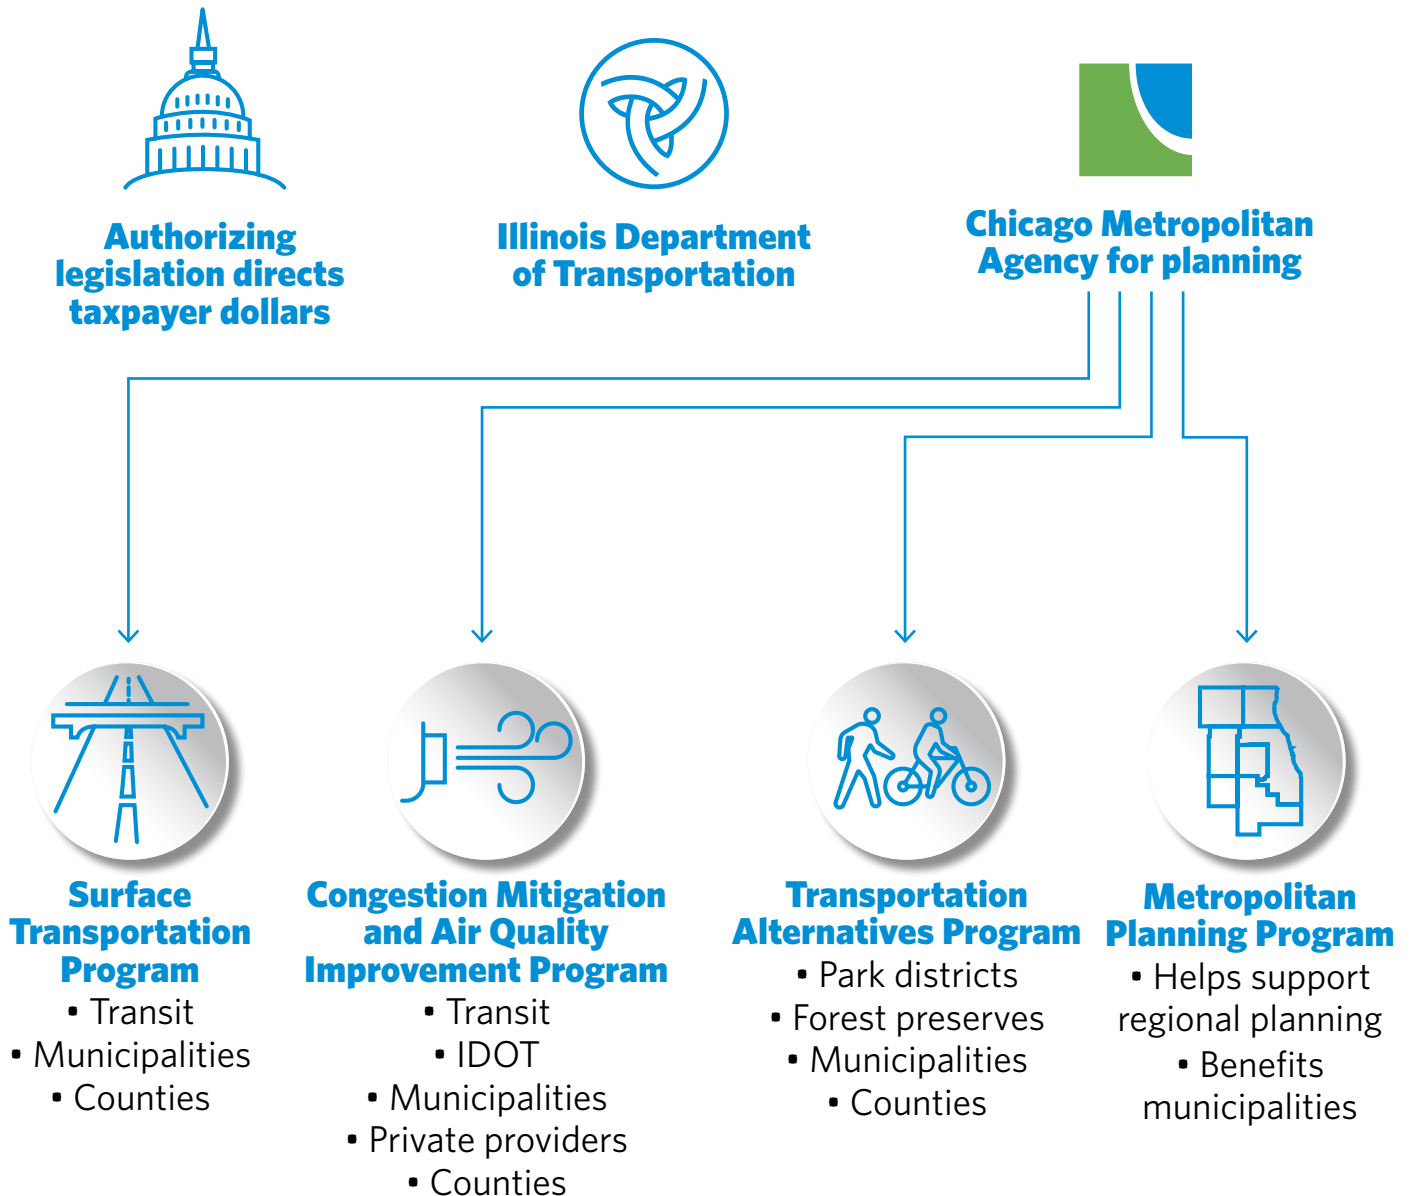 Authorizing
legislation directs
taxpayer dollars
Illinois Department
of Transportation
Chicago Metropolitan
Agency for planning
Surface
Transportation
Program
• Transit
• Municipalities
• Counties
Congestion Mitigation
and Air Quality
Improvement Program
• Transit
• IDOT
• Municipalities
• Private providers
• Counties
Transportation
Alternatives Program
• Park districts
• Forest preserves
• Municipalities
• Counties
Metropolitan
Planning Program
• Helps support
regional planning
• Benefits
municipalities